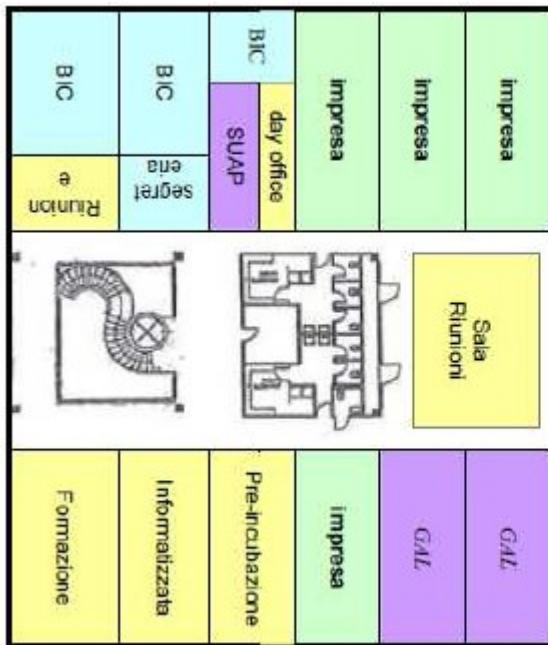 BIC
BIC
BIC
impresa
impresa
impresa
Riunion
e
segret
eria
SUAP
day office
Sala
Riunioni
Formazione
Informatizzata
Pre-incubazione
impresa
GAL
GAL